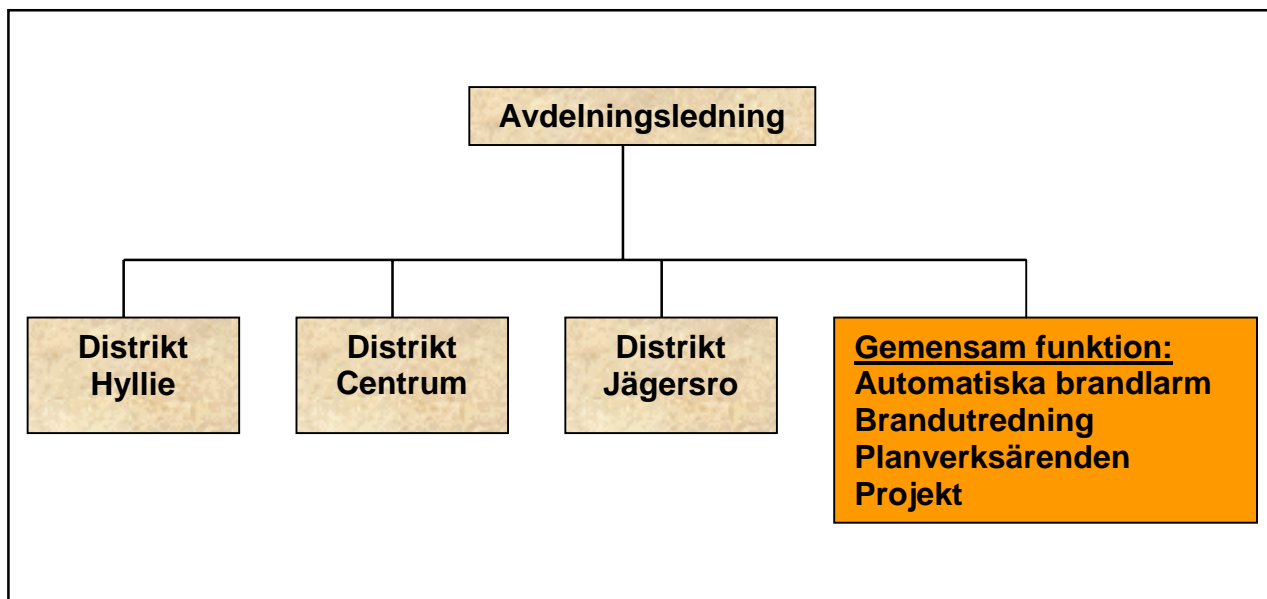 Avdelningsledning
Distrikt
Hyllie
Distrikt
Centrum
Distrikt
Jägersro
Gemensam funktion:
Automatiska brandlarm
Brandutredning
Planverksärenden
Projekt